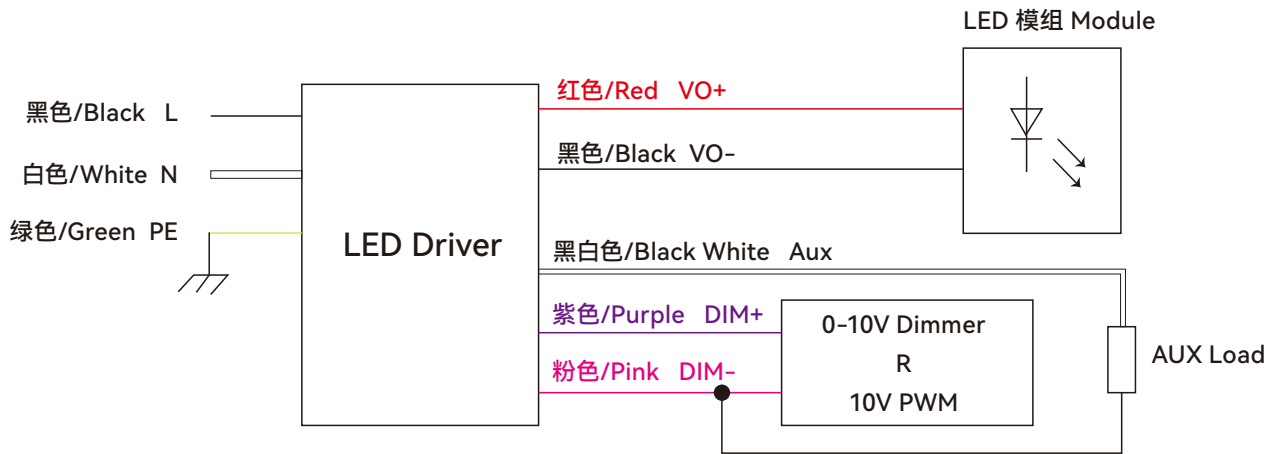 LED 模组 Module
红色/Red VO+
黑色/Black L
黑色/Black VO-
白色/White N
绿色/Green PE
LED Driver
黑白色/Black White Aux
紫色/Purple DIM+
0-10V Dimmer
R
10V PWM
粉色/Pink DIM-
AUX Load